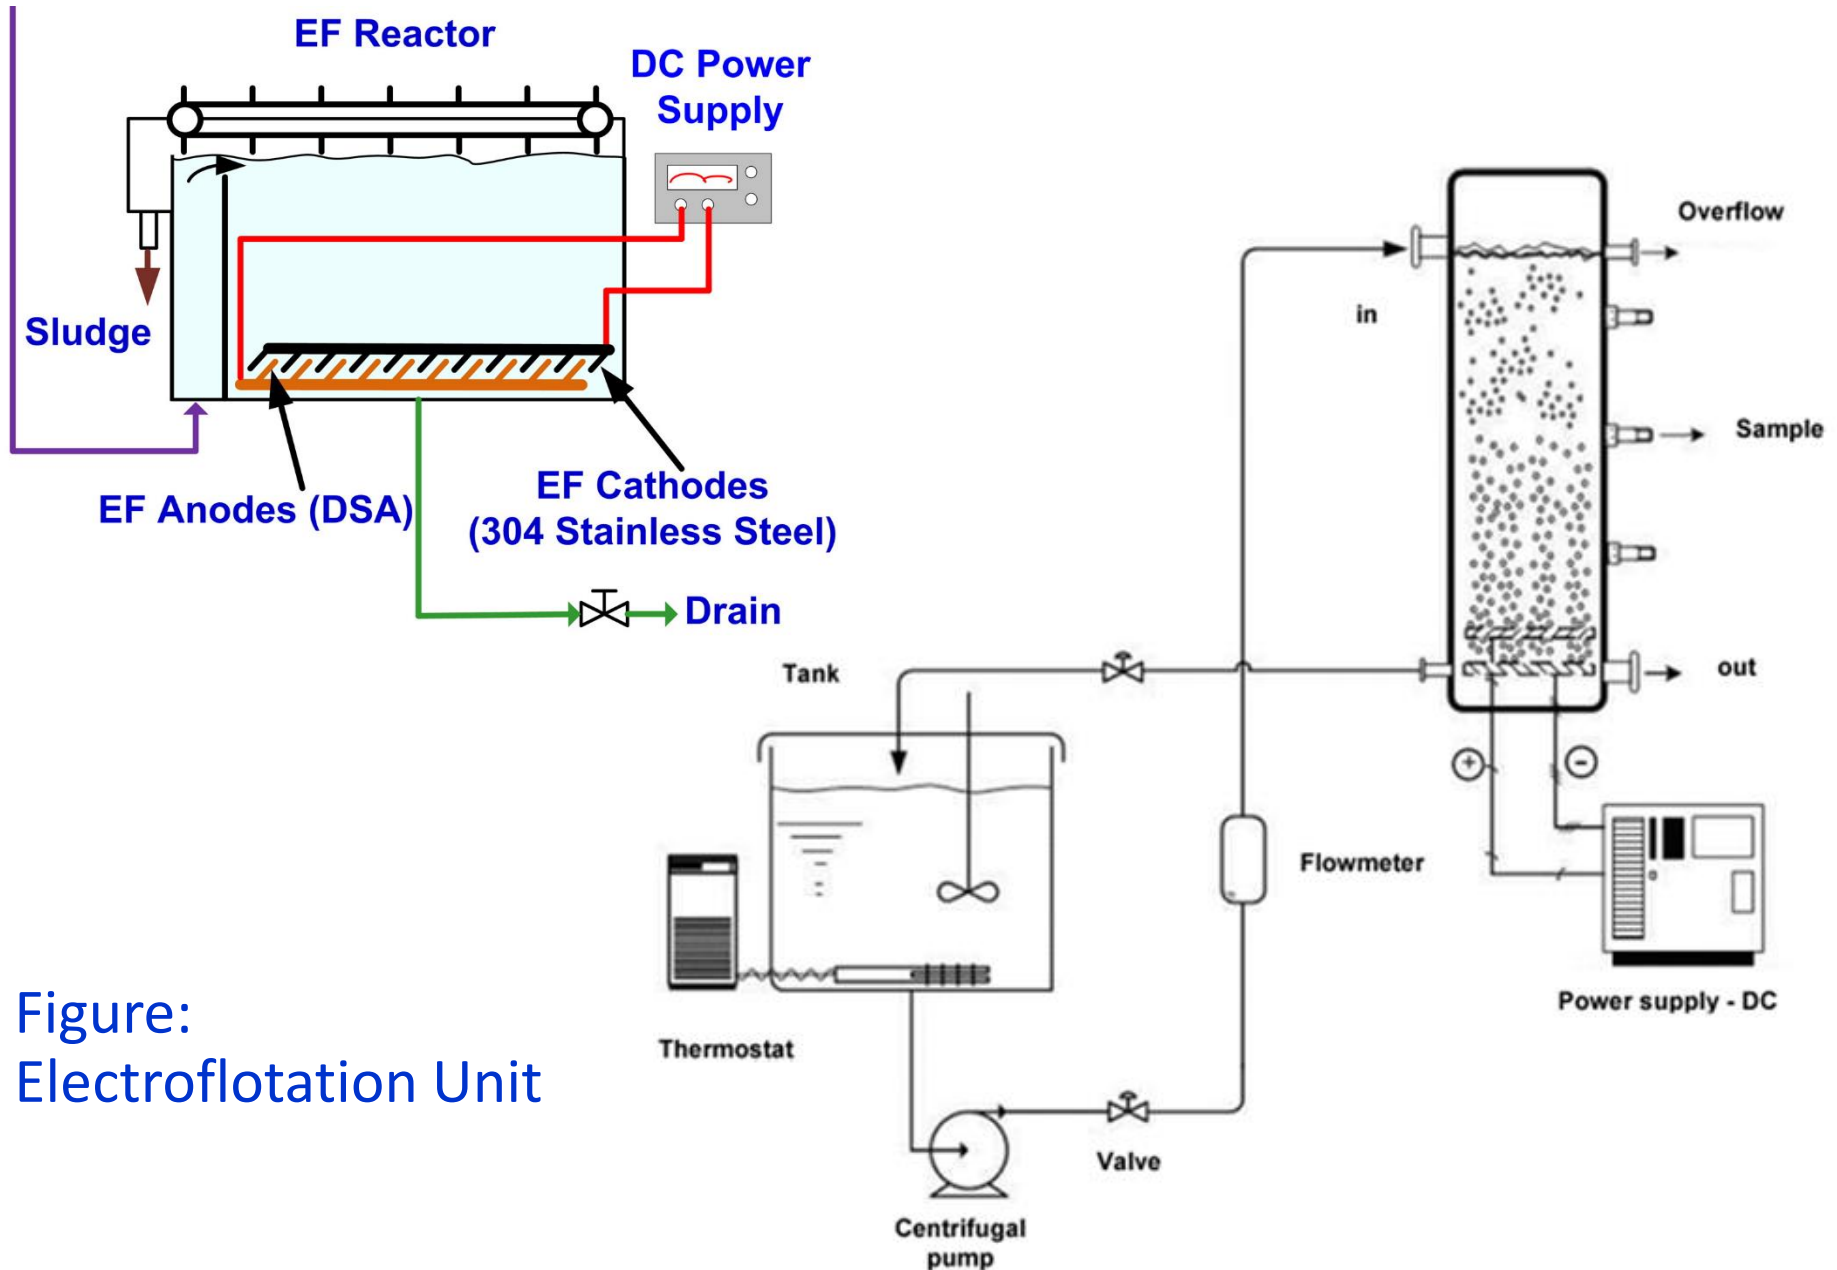 EF Reactor
DC Power
Supply
Sludge
EF Anodes (DSA)
EF Cathodes
(304 Stainless Steel)
Drain
Overflow
in
Sample
Tank
out
+
-
Flowmeter
Power supply - DC
Thermostat
Valve
Centrifugal
pump
Figure:
Electroflotation Unit